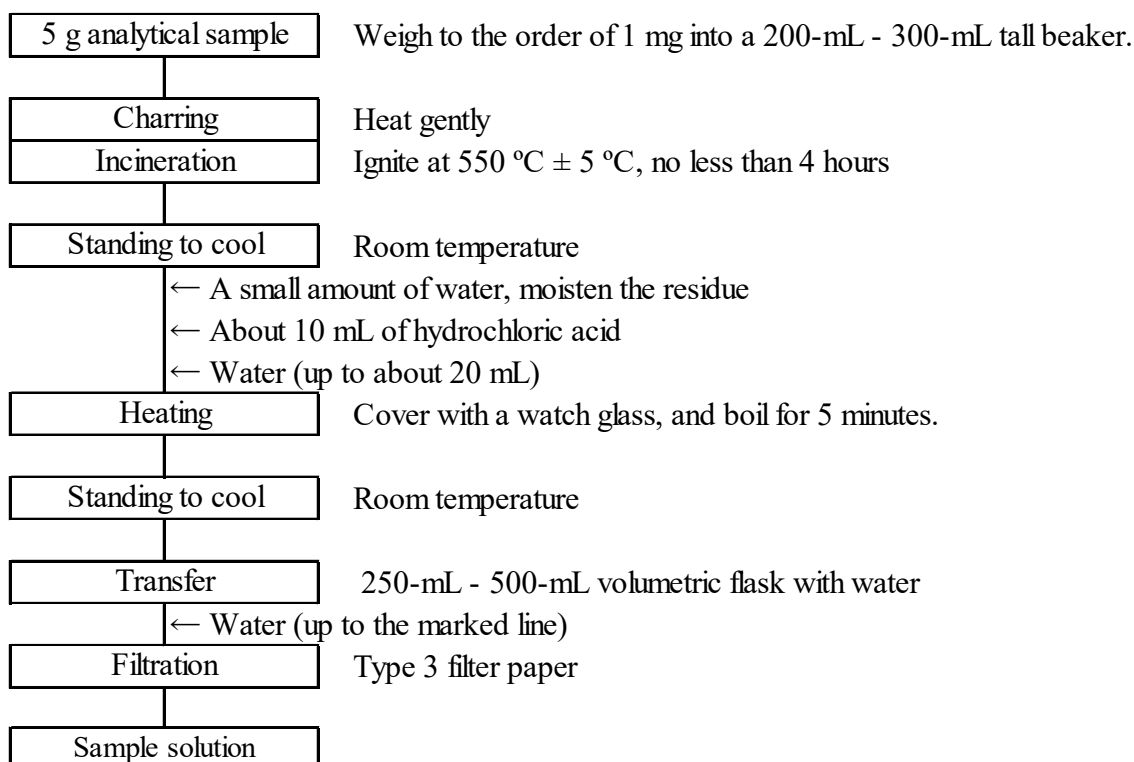 5 g analytical sample Weigh to the order of 1 mg into a 200-mL - 300-mL tall beaker.
Charring Heat gently
Incineration Ignite at 550 ºC ± 5 ºC, no less than 4 hours
Standing to cool Room temperature
← A small amount of water, moisten the residue
← About 10 mL of hydrochloric acid
← Water (up to about 20 mL)
Heating Cover with a watch glass, and boil for 5 minutes.
Standing to cool Room temperature
Transfer 250-mL - 500-mL volumetric flask with water
← Water (up to the marked line)
Filtration Type 3 filter paper
Sample solution